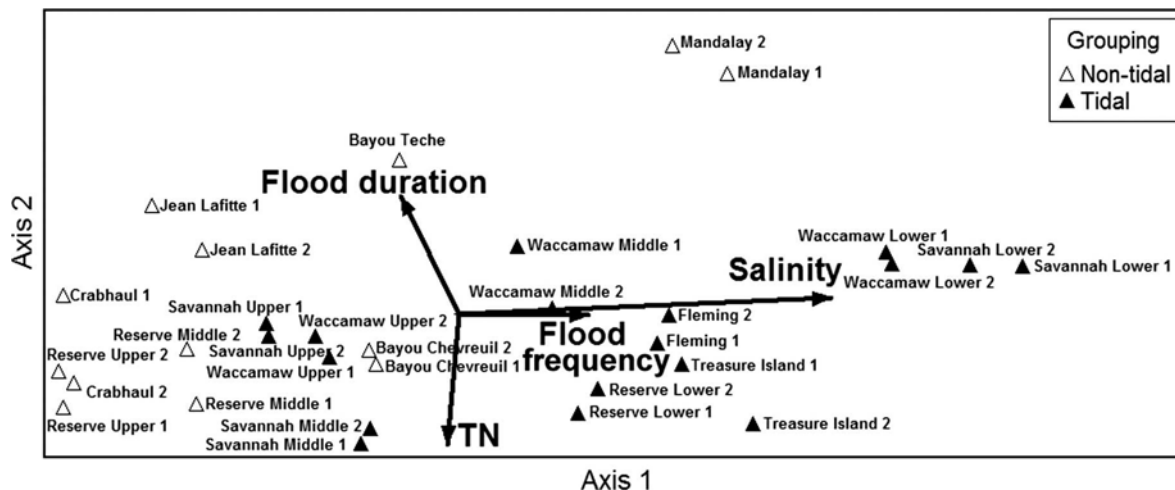 Grouping
Non-tidal
Tidal
Mandalay 2
Mandalay 1
Bayou Teche
Flood duration
Jean Lafitte 1
Jean Lafitte 2
Waccamaw Middle 1
Waccamaw Lower 1
Savannah Lower 2
Savannah Lower 1
Waccamaw Lower 2
Salinity
Crabhaul 1
Waccamaw Middle 2
Savannah Upper 1
Waccamaw Upper 2
Fleming 2
Flood
frequency
Reserve Middle 2
Savannah Upper 2
Bayou Chevreuil 2
Fleming 1
Reserve Upper 2
Waccamaw Upper 1
Bayou Chevreuil 1
Treasure Island 1
Crabhaul 2
Reserve Lower 2
Reserve Middle 1
Reserve Lower 1
Reserve Upper 1
Savannah Middle 2
TN
Treasure Island 2
Savannah Middle 1
Axis 2
Axis 1